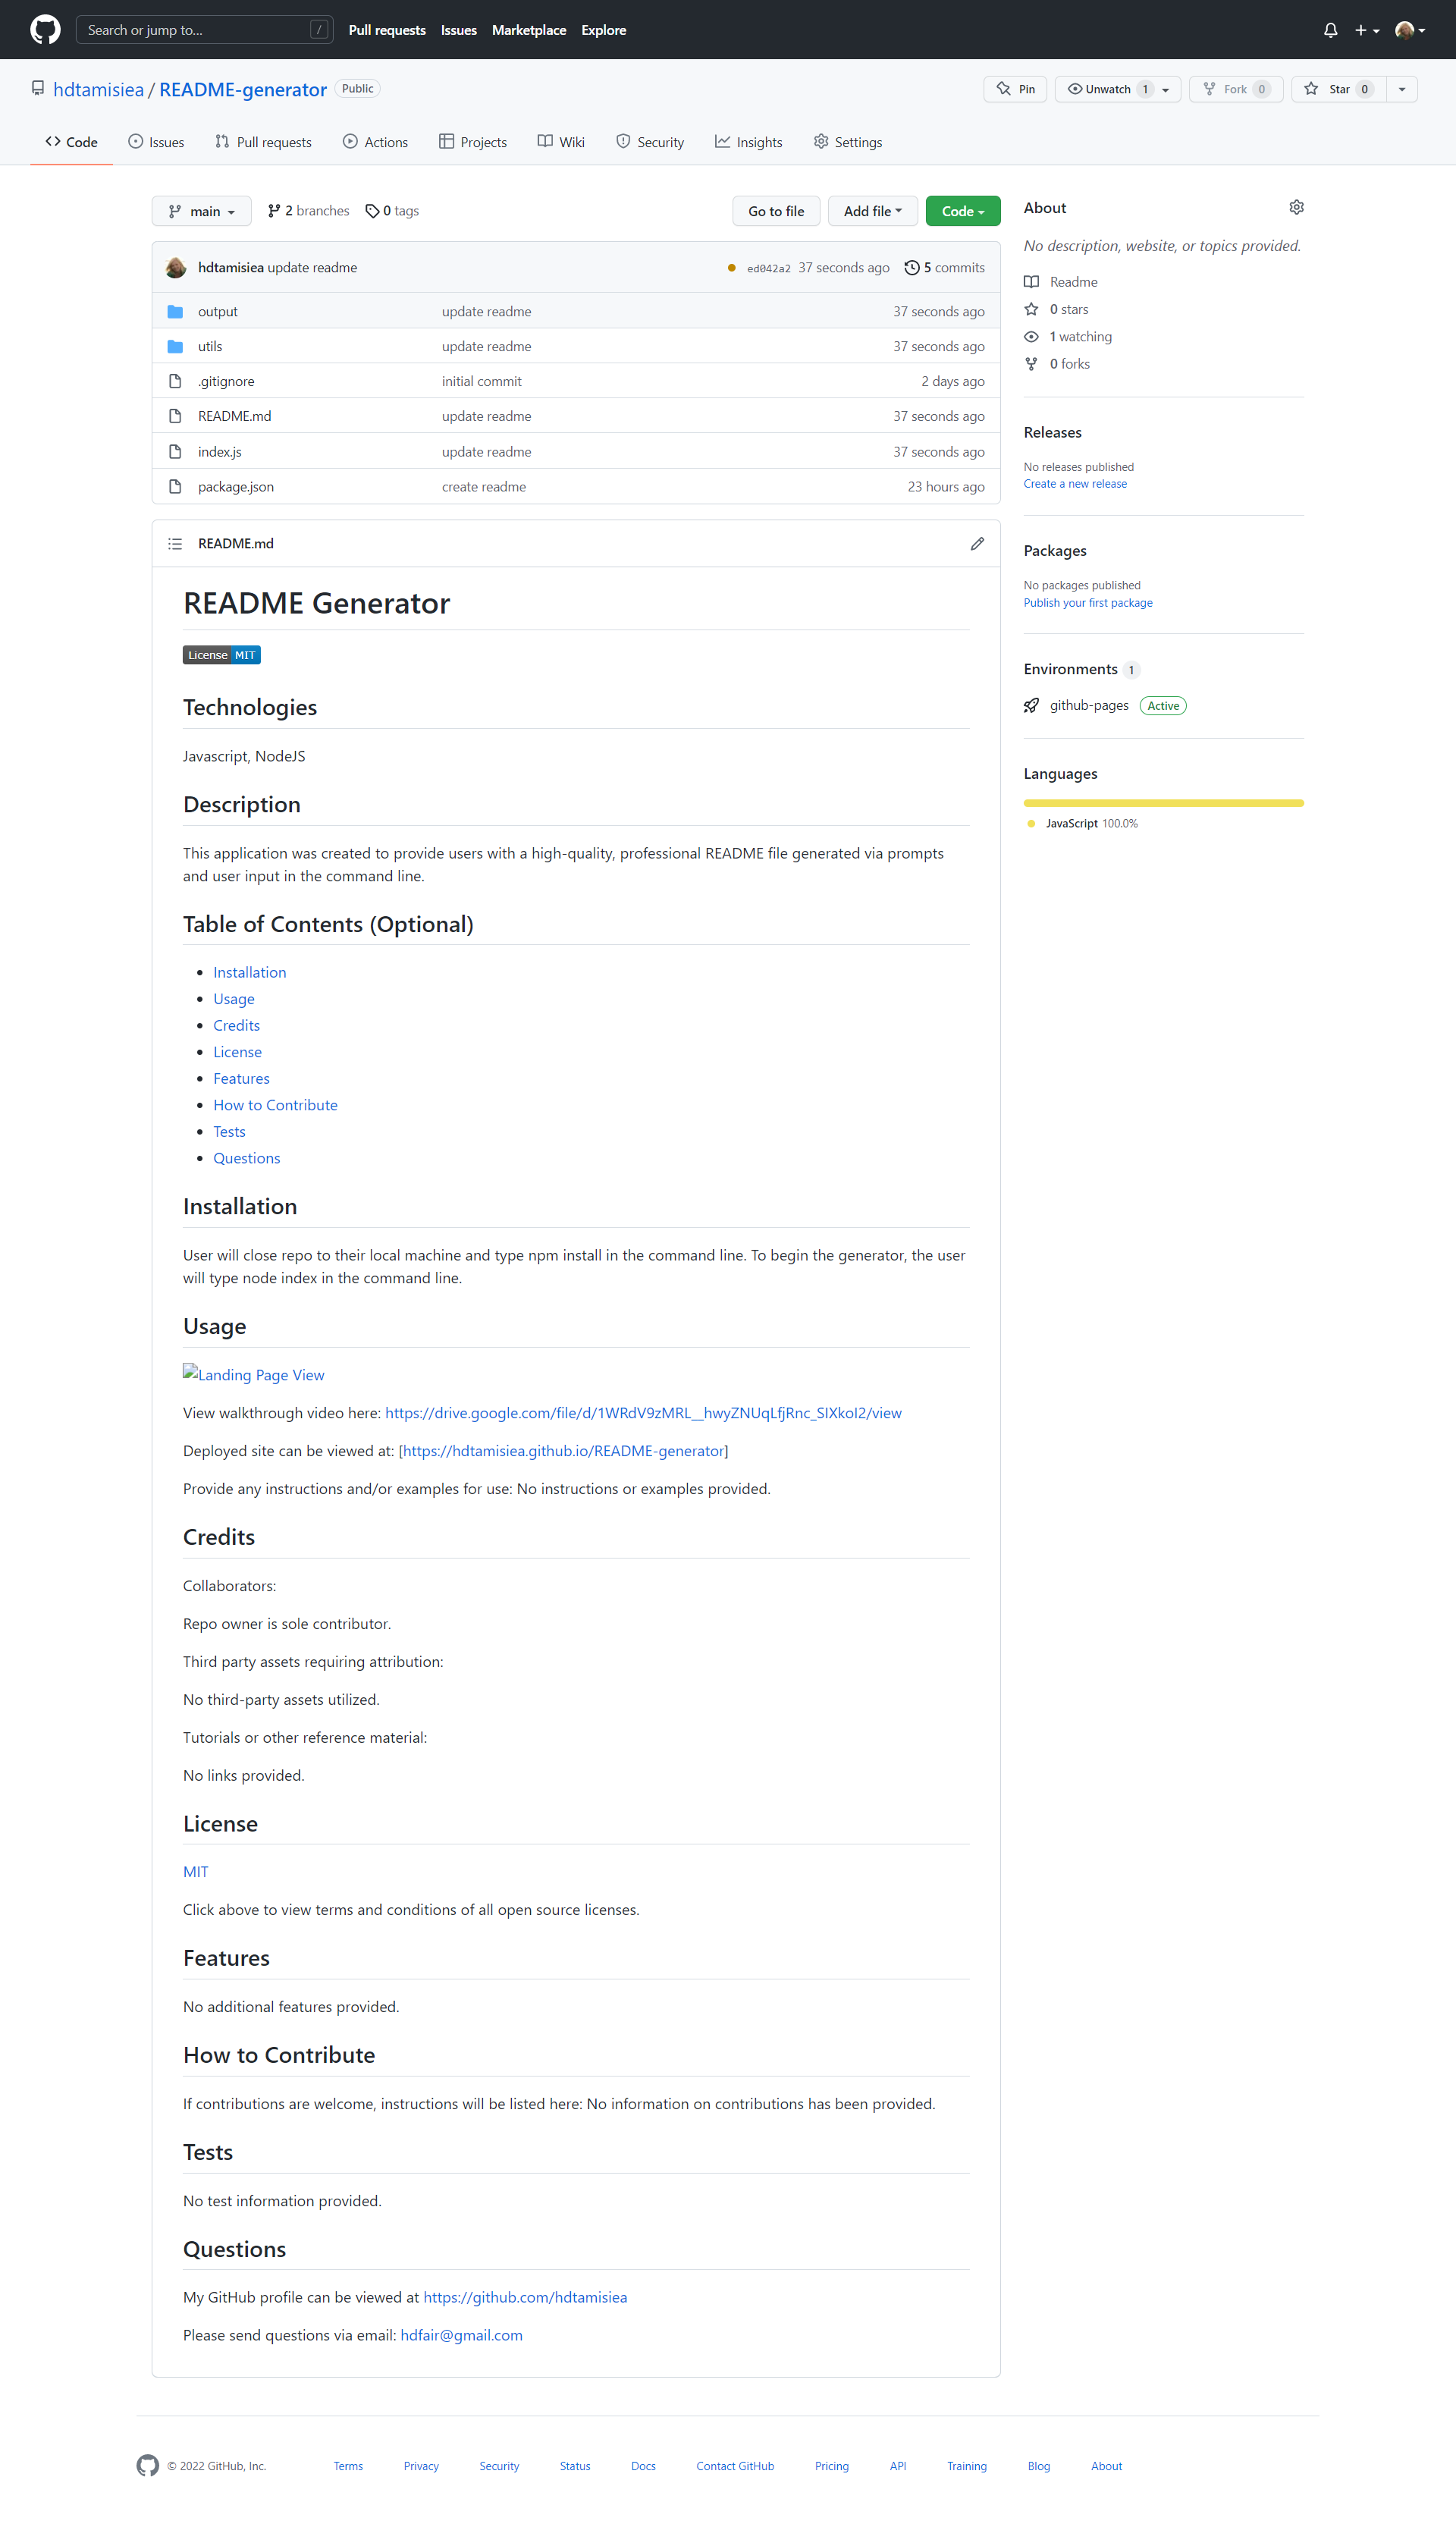 Search or jump to... /
Pull requests Issues Marketplace Explore
hdtamisiea / README-generator Public
Pin Unwatch 1 Fork 0 Star 0
Code Issues Pull requests Actions Projects Wiki Security Insights Settings
main 2 branches 0 tags Go to file Add file Code
hdtamisiea update readme ed042a2 37 seconds ago 5 commits
output update readme 37 seconds ago
utils update readme 37 seconds ago
.gitignore initial commit 2 days ago
README.md update readme 37 seconds ago
index.js update readme 37 seconds ago
package.json create readme 23 hours ago
README.md
README Generator
License MIT
Technologies
Javascript, NodeJS
Description
This application was created to provide users with a high-quality, professional README file generated via prompts
and user input in the command line.
Table of Contents (Optional)
Installation
Usage
Credits
License
Features
How to Contribute
Tests
Questions
Installation
User will close repo to their local machine and type npm install in the command line. To begin the generator, the user
will type node index in the command line.
Usage
Landing Page View
View walkthrough video here: https://drive.google.com/file/d/1WRdV9zMRL__hwyZNUqLfjRnc_SIXkoI2/view
Deployed site can be viewed at: [https://hdtamisiea.github.io/README-generator]
Provide any instructions and/or examples for use: No instructions or examples provided.
Credits
Collaborators:
Repo owner is sole contributor.
Third party assets requiring attribution:
No third-party assets utilized.
Tutorials or other reference material:
No links provided.
License
MIT
Click above to view terms and conditions of all open source licenses.
Features
No additional features provided.
How to Contribute
If contributions are welcome, instructions will be listed here: No information on contributions has been provided.
Tests
No test information provided.
Questions
My GitHub profile can be viewed at https://github.com/hdtamisiea
Please send questions via email: hdfair@gmail.com
About
No description, website, or topics provided.
Readme
0 stars
1 watching
0 forks
Releases
No releases published
Create a new release
Packages
No packages published
Publish your first package
Environments 1
github-pages Active
Languages
JavaScript 100.0%
© 2022 GitHub, Inc. Terms Privacy Security Status Docs Contact GitHub Pricing API Training Blog About